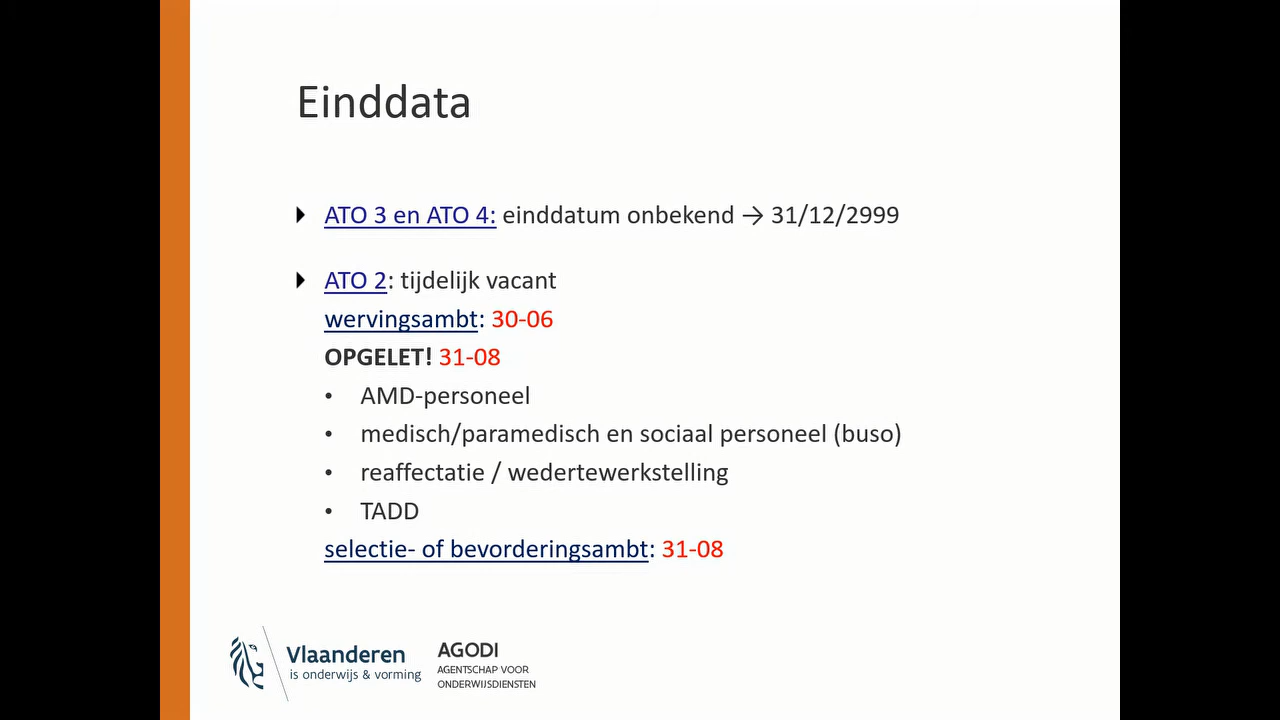 Einddata
ATO 3 en ATO 4: einddatum onbekend → 31/12/2999
ATO 2: tijdelijk vacant
wervingsambt: 30-06
OPGELET! 31-08
• AMD-personeel
• medisch/paramedisch en sociaal personeel (buso)
• reaffectatie / wedertewerkstelling
• TADD
selectie- of bevorderingsambt: 31-08
Vlaanderen
is onderwijs & vorming
AGODI
AGENTSCHAP VOOR
ONDERWIJSDIENSTEN